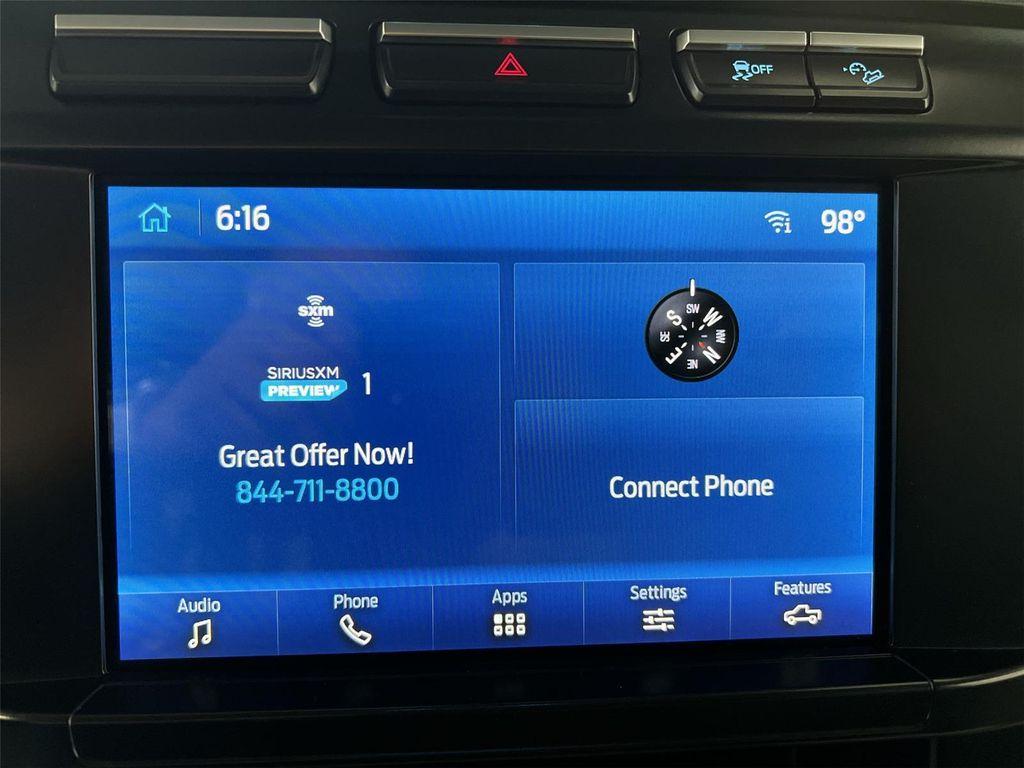 OFF
6:16
98°
sxm
SIRIUSXM
PREVIEW 1
Great Offer Now!
844-711-8800
SW
S W
SE NW
E N
NE
Connect Phone
Audio
Phone
Apps
Settings
Features